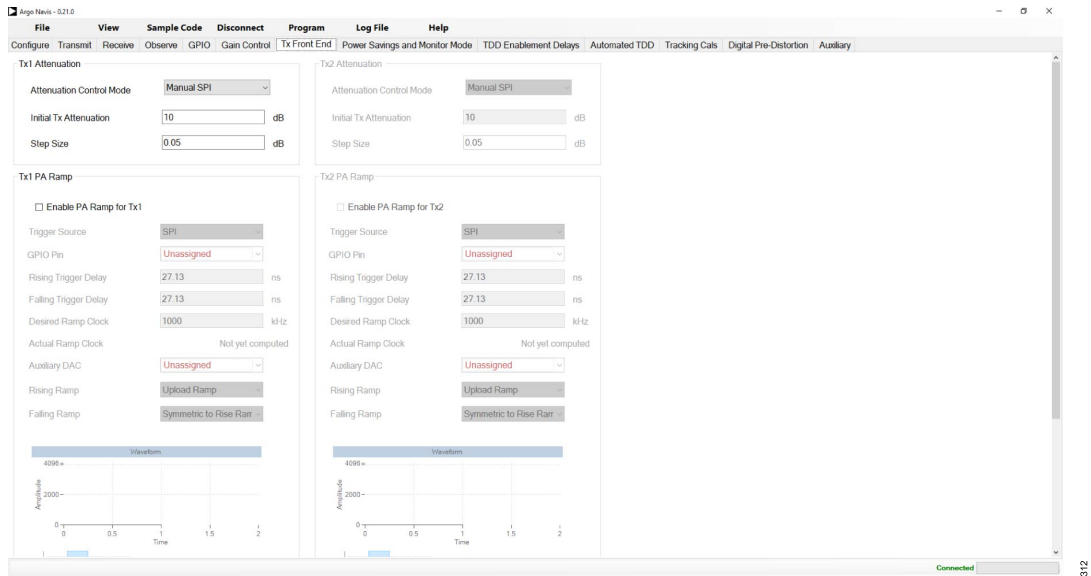 Argo Navis - 0.21.0
File View Sample Code Disconnect Program Log File Help
Configure Transmit Receive Observe GPIO Gain Control Tx Front End Power Savings and Monitor Mode TDD Enablement Delays Automated TDD Tracking Cals Digital Pre-Distortion Auxiliary
Tx1 Attenuation
Attenuation Control Mode Manual SPI
Initial Tx Attenuation 10 dB
Step Size 0.05 dB
Tx2 Attenuation
Attenuation Control Mode Manual SPI
Initial Tx Attenuation 10 dB
Step Size 0.05 dB
Tx1 PA Ramp
Enable PA Ramp for Tx1
Trigger Source SPI
GPIO Pin Unassigned
Rising Trigger Delay 27.13 ns
Falling Trigger Delay 27.13 ns
Desired Ramp Clock 1000 kHz
Actual Ramp Clock Not yet computed
Auxiliary DAC Unassigned
Rising Ramp Upload Ramp
Falling Ramp Symmetric to Rise Ram
Waveform
4096
2000
0
Amplitude
0 0.5 1 1.5 2
Time
Tx2 PA Ramp
Enable PA Ramp for Tx2
Trigger Source SPI
GPIO Pin Unassigned
Rising Trigger Delay 27.13 ns
Falling Trigger Delay 27.13 ns
Desired Ramp Clock 1000 kHz
Actual Ramp Clock Not yet computed
Auxiliary DAC Unassigned
Rising Ramp Upload Ramp
Falling Ramp Symmetric to Rise Ram
Waveform
4096
2000
0
Amplitude
0 0.5 1 1.5 2
Time
Connected
312